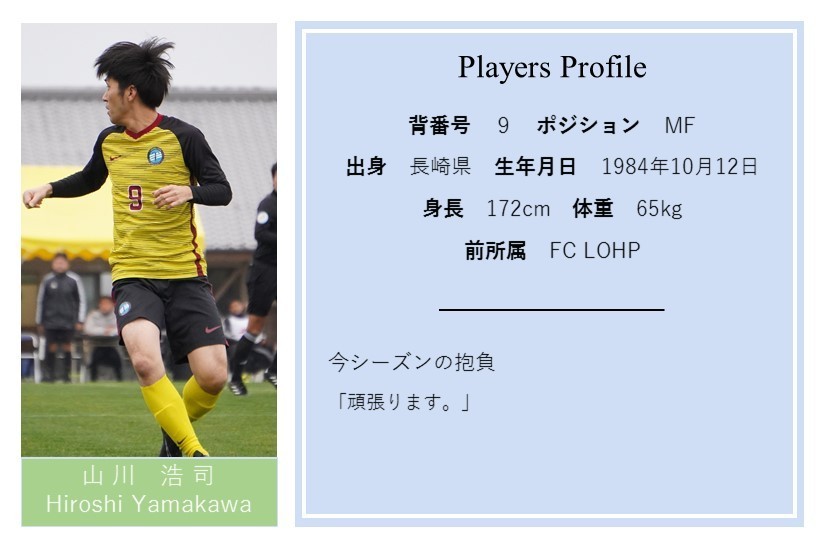 9
山川 浩司
Hiroshi Yamakawa
Players Profile
背番号 9 ポジション MF
出身 長崎県 生年月日 1984年10月12日
身長 172cm 体重 65kg
前所属 FC LOHP
今シーズンの抱負
「頑張ります。」